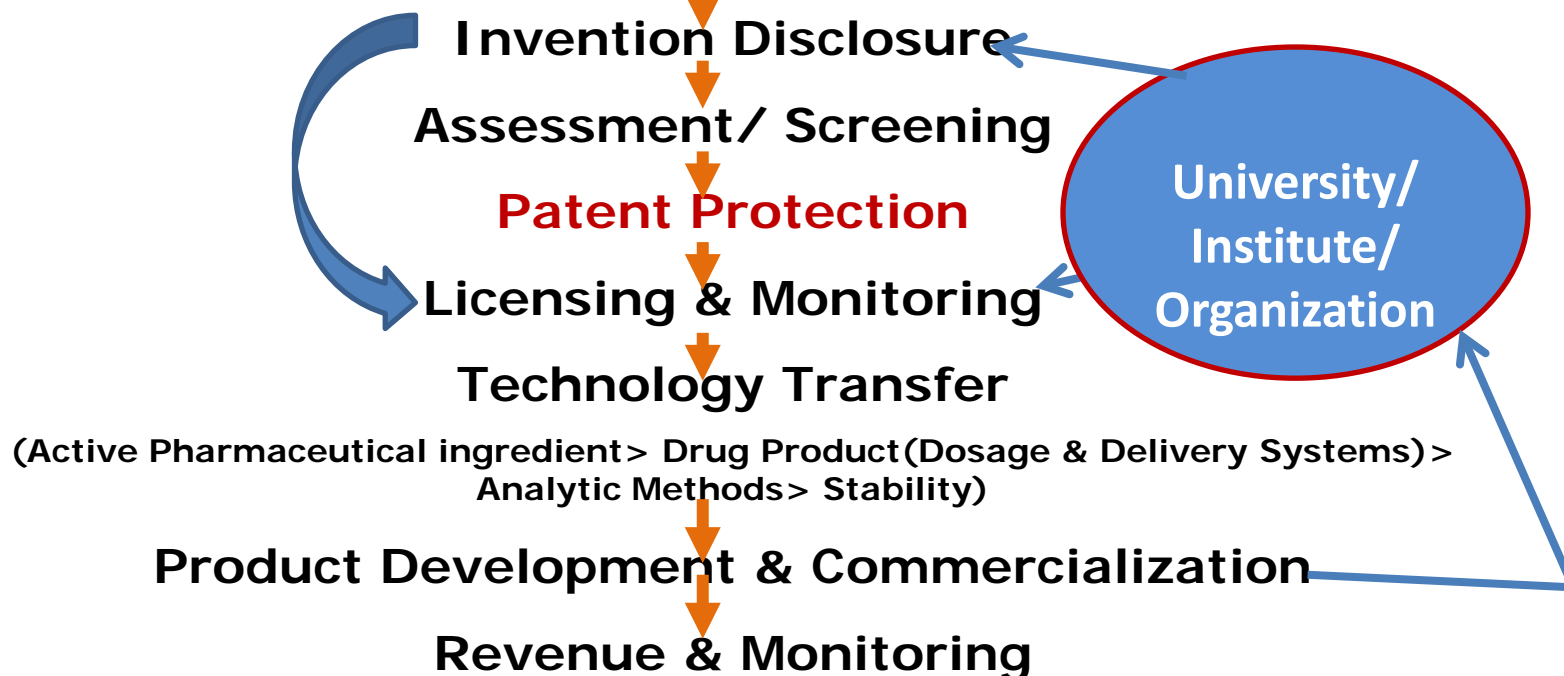 Invention Disclosure
Assessment/ Screening
Patent Protection
Licensing & Monitoring
University/
Institute/
Organization
Technology Transfer
(Active Pharmaceutical ingredient> Drug Product(Dosage & Delivery Systems)>
Analytic Methods> Stability)
Product Development & Commercialization
Revenue & Monitoring